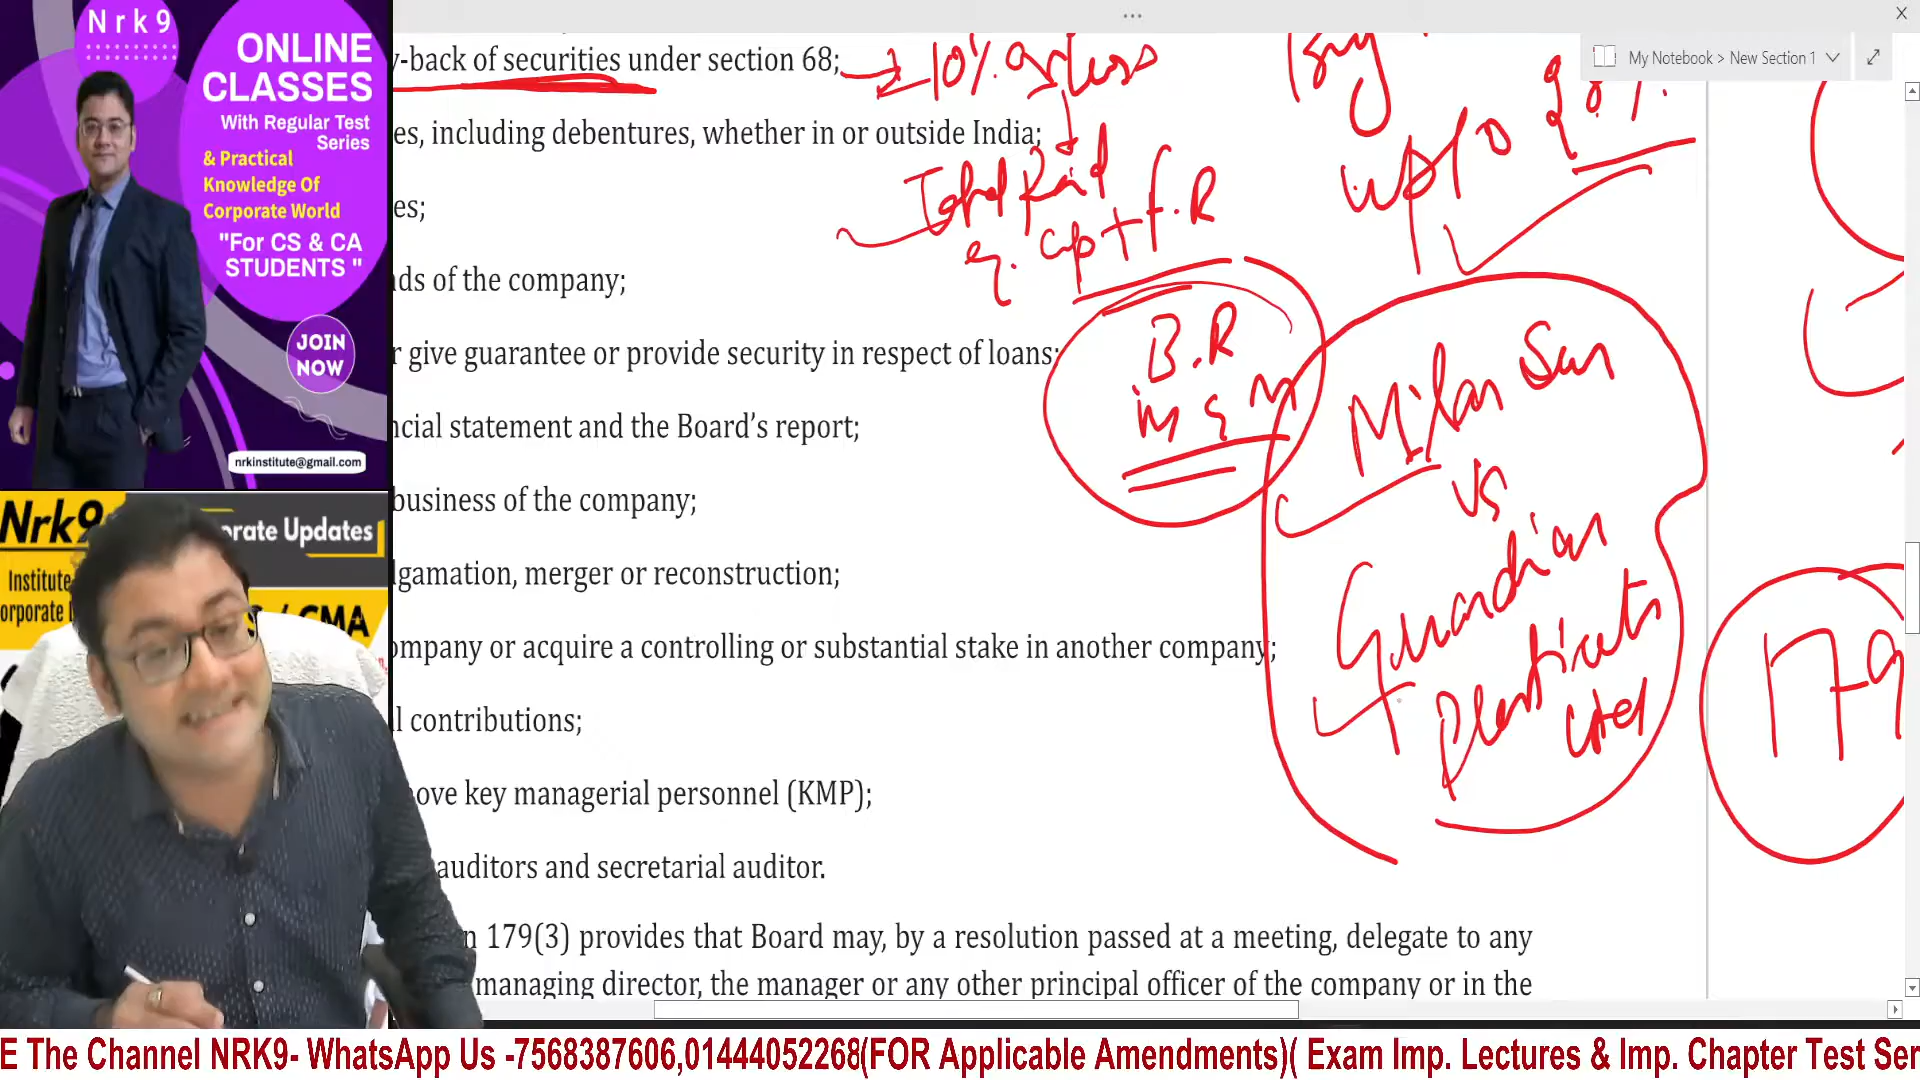 Nrk9
ONLINE
CLASSES
With Regular Test
Series
& Practical
Knowledge Of
Corporate World
"For CS & CA
STUDENTS "
JOIN
NOW
nrkinstitute@gmail.com
Nrk9
orate Updates
Institute
orporate
CMA
My Notebook > New Section 1
y-back of securities under section 68;
10% or less
upto
es, including debentures, whether in or outside India;
Total Paid
eq. cap + f.R
es;
ds of the company;
B.R
in G M
r give guarantee or provide security in respect of loans;
Milan Sen
vs
Guardian
Plasticots
Ltd
ncial statement and the Board's report;
business of the company;
lgamation, merger or reconstruction;
ompany or acquire a controlling or substantial stake in another company;
179
l contributions;
ove key managerial personnel (KMP);
auditors and secretarial auditor.
n 179(3) provides that Board may, by a resolution passed at a meeting, delegate to any
managing director, the manager or any other principal officer of the company or in the
E The Channel NRK9- WhatsApp Us -7568387606,01444052268(FOR Applicable Amendments)( Exam Imp. Lectures & Imp. Chapter Test Ser